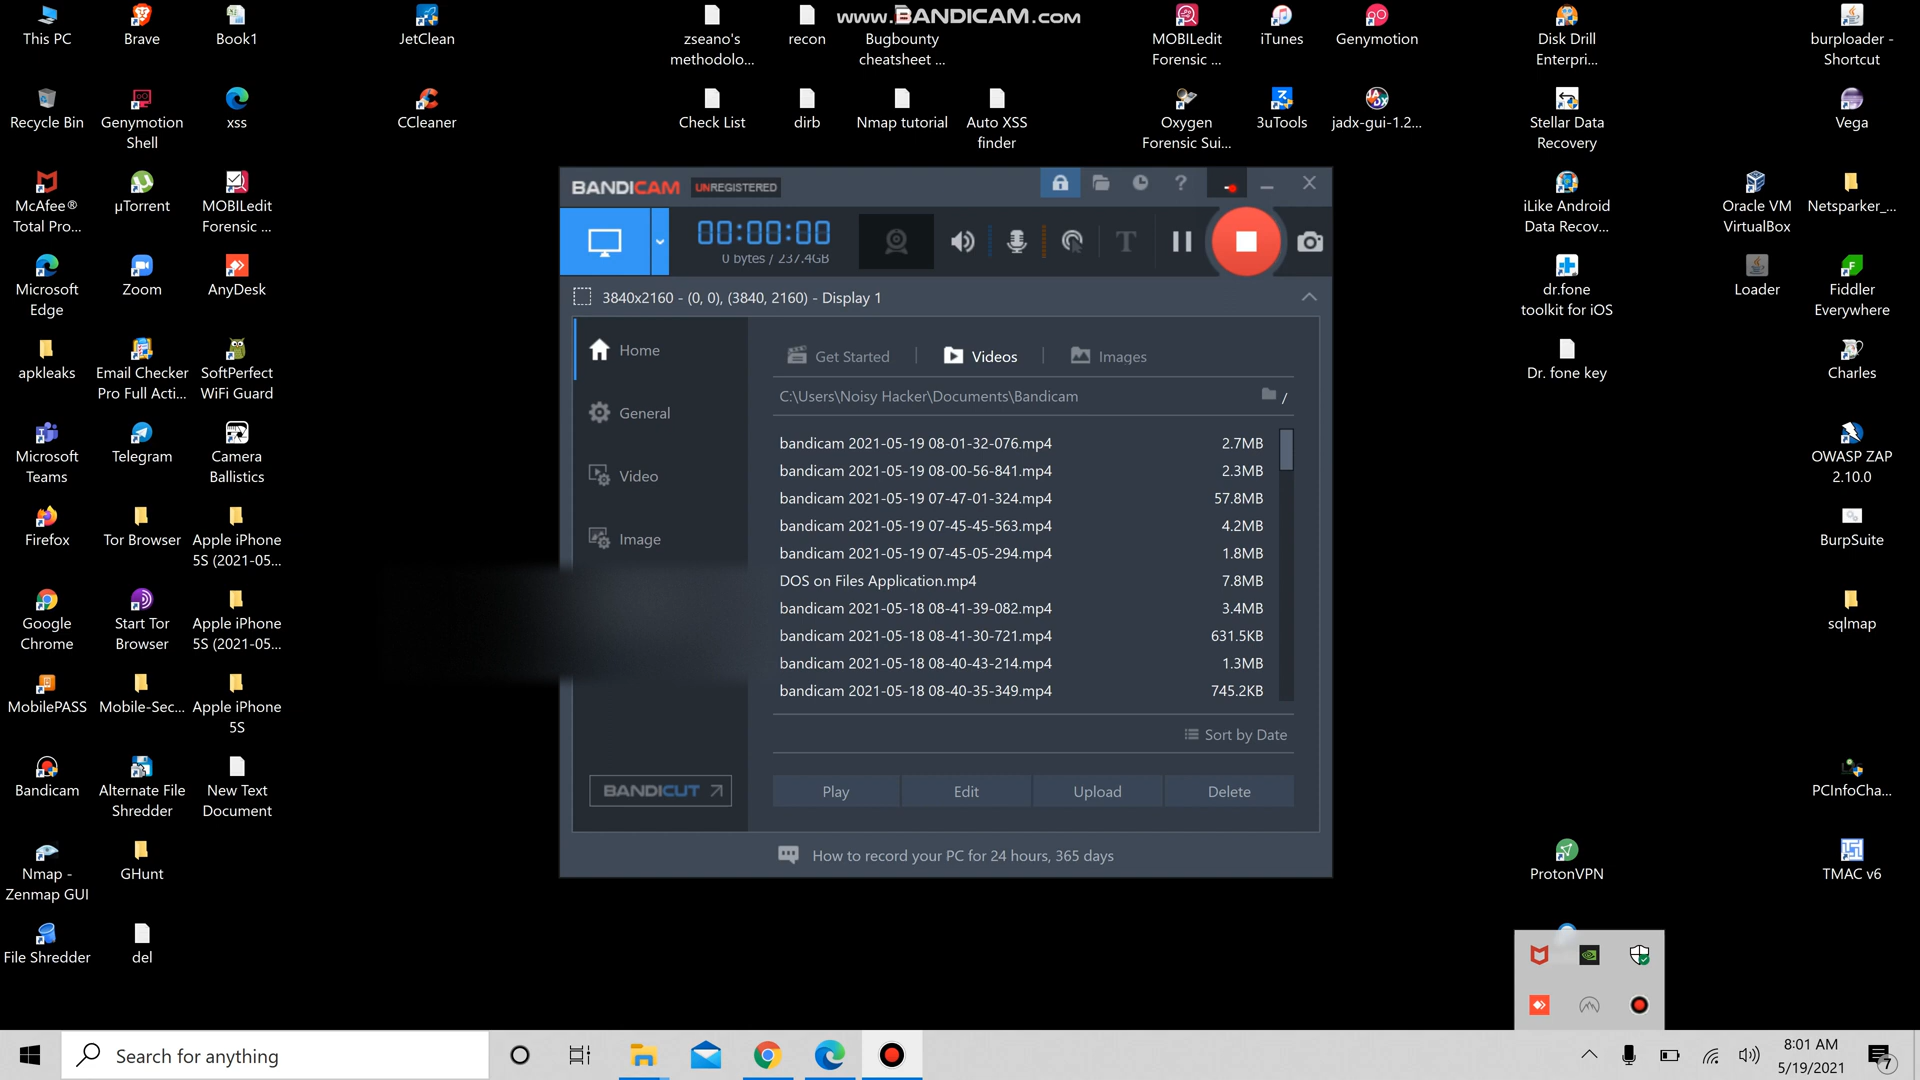 www.BANDICAM.com
This PC
Brave
Book1
JetClean
zseano's
methodolo...
recon
Bugbounty
cheatsheet ...
MOBILedit
Forensic ...
iTunes
Genymotion
Disk Drill
Enterpri...
burploader -
Shortcut
Recycle Bin
Genymotion
Shell
xss
CCleaner
Check List
dirb
Nmap tutorial
Auto XSS
finder
Oxygen
Forensic Sui...
3uTools
jadx-gui-1.2...
Stellar Data
Recovery
Vega
McAfee®
Total Pro...
µTorrent
MOBILedit
Forensic ...
iLike Android
Data Recov...
Oracle VM
VirtualBox
Netsparker_...
Microsoft
Edge
Zoom
AnyDesk
dr.fone
toolkit for iOS
Loader
Fiddler
Everywhere
apkleaks
Email Checker
Pro Full Acti...
SoftPerfect
WiFi Guard
Dr. fone key
Charles
Microsoft
Teams
Telegram
Camera
Ballistics
OWASP ZAP
2.10.0
Firefox
Tor Browser
Apple iPhone
5S (2021-05...
BurpSuite
Google
Chrome
Start Tor
Browser
Apple iPhone
5S (2021-05...
sqlmap
MobilePASS
Mobile-Sec...
Apple iPhone
5S
Bandicam
Alternate File
Shredder
New Text
Document
PCInfoCha...
Nmap -
Zenmap GUI
GHunt
ProtonVPN
TMAC v6
File Shredder
del
BANDICAM UNREGISTERED
?
00:00:00
0 bytes / 237.4GB
T
3840x2160 - (0, 0), (3840, 2160) - Display 1
Home
General
Video
Image
BANDICUT
Get Started
Videos
Images
C:\Users\Noisy Hacker\Documents\Bandicam
/
bandicam 2021-05-19 08-01-32-076.mp4 2.7MB
bandicam 2021-05-19 08-00-56-841.mp4 2.3MB
bandicam 2021-05-19 07-47-01-324.mp4 57.8MB
bandicam 2021-05-19 07-45-45-563.mp4 4.2MB
bandicam 2021-05-19 07-45-05-294.mp4 1.8MB
DOS on Files Application.mp4 7.8MB
bandicam 2021-05-18 08-41-39-082.mp4 3.4MB
bandicam 2021-05-18 08-41-30-721.mp4 631.5KB
bandicam 2021-05-18 08-40-43-214.mp4 1.3MB
bandicam 2021-05-18 08-40-35-349.mp4 745.2KB
Sort by Date
Play
Edit
Upload
Delete
How to record your PC for 24 hours, 365 days
Search for anything
8:01 AM
5/19/2021
7